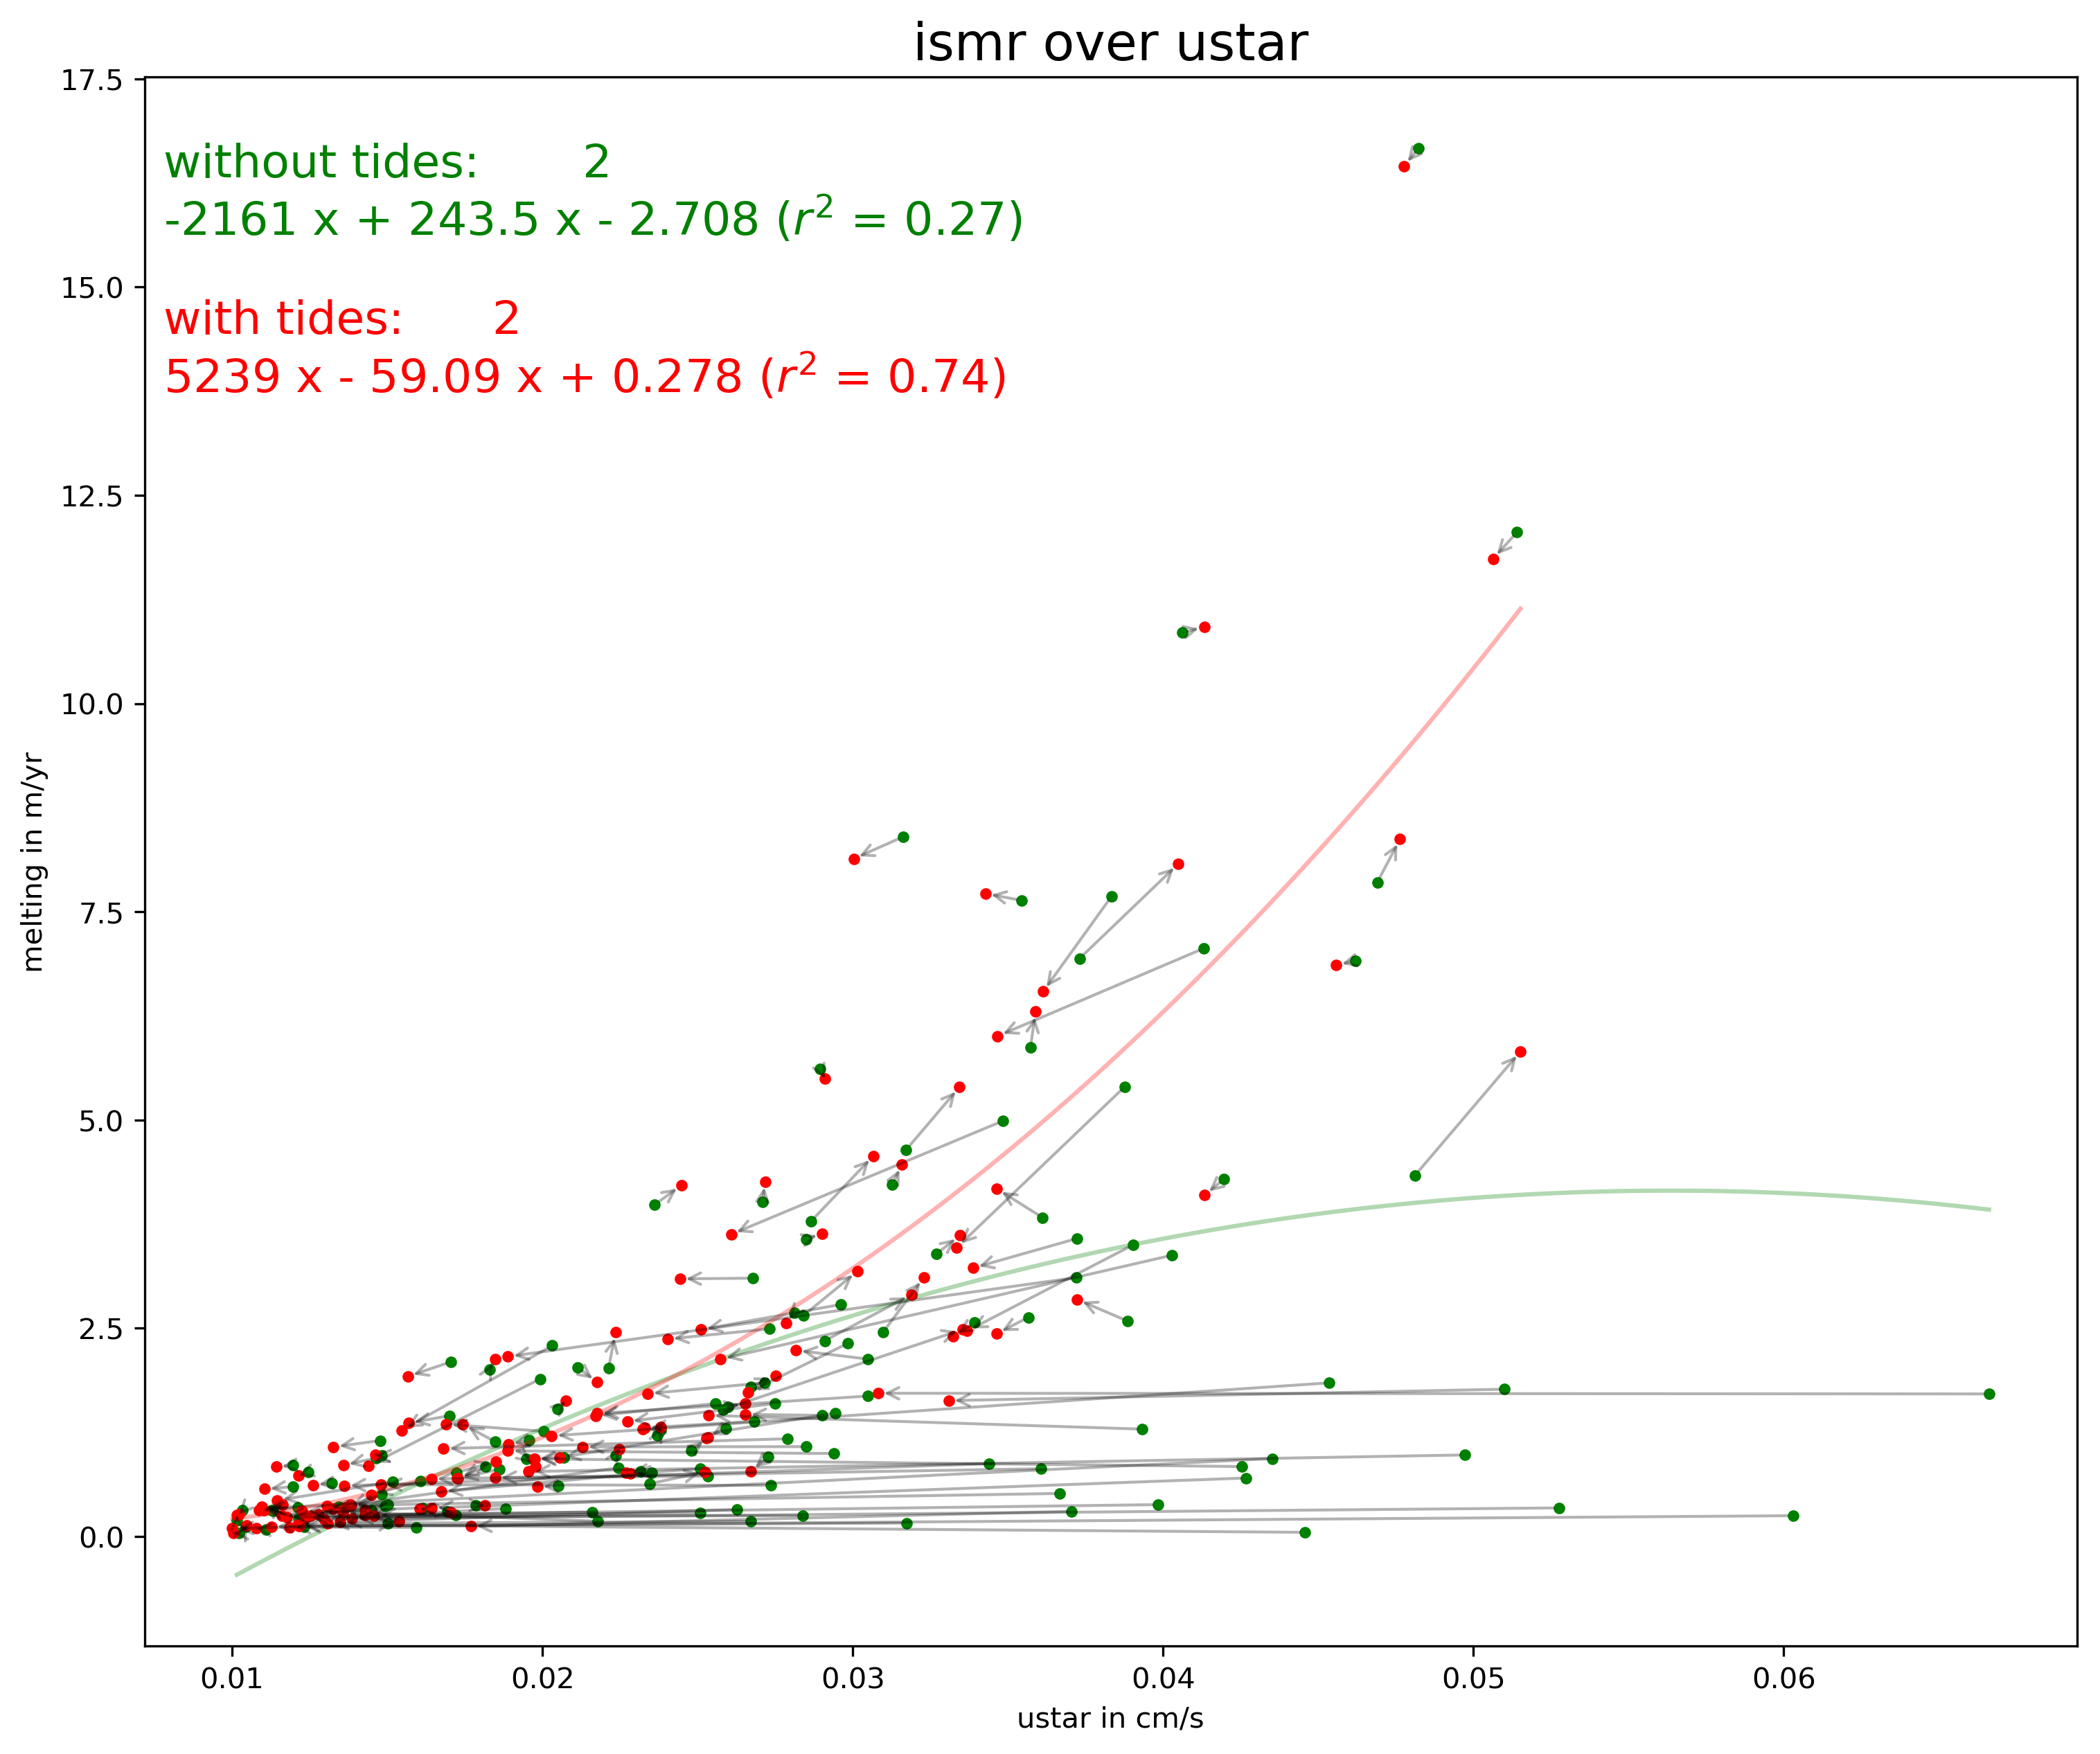 ismr over ustar
17.5
15.0
12.5
10.0
7.5
5.0
2.5
0.0
melting in m/yr
without tides: 2
-2161 x + 243.5 x - 2.708 (r² = 0.27)
with tides: 2
5239 x - 59.09 x + 0.278 (r² = 0.74)
0.01 0.02 0.03 0.04 0.05 0.06
ustar in cm/s